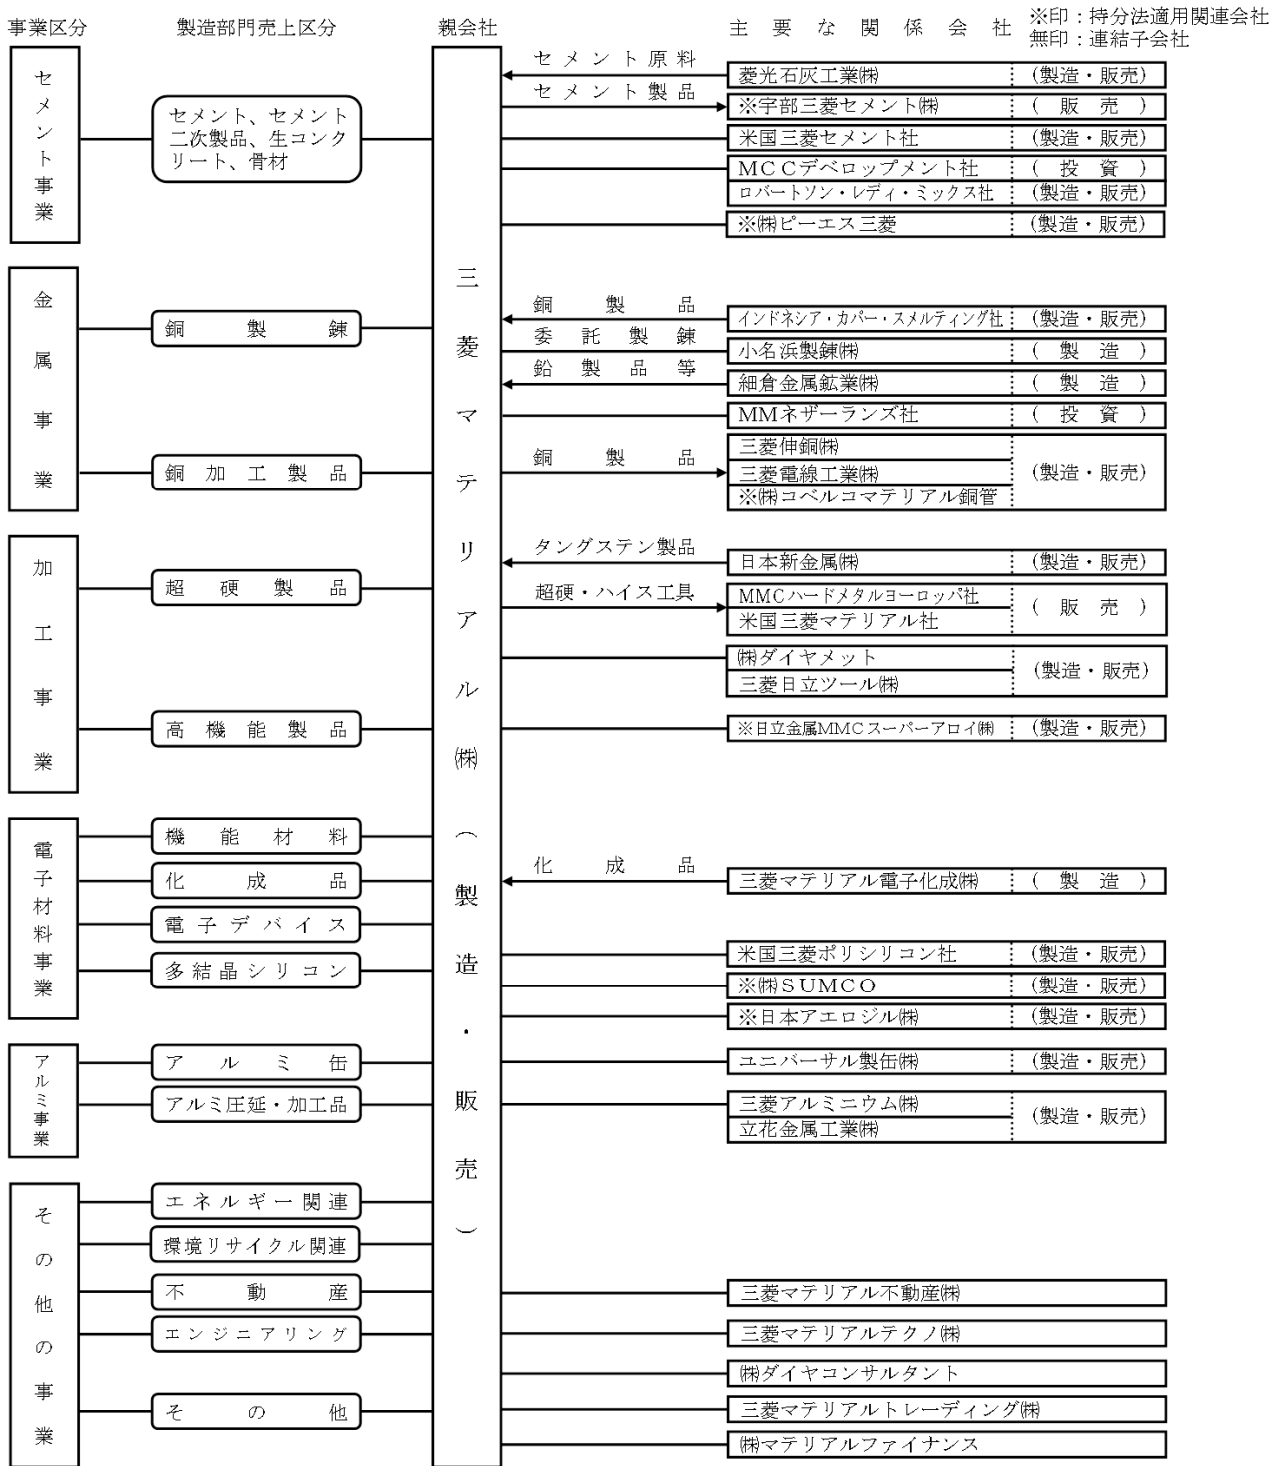 事業区分
製造部門売上区分
親会社
主要な関係会社
※印：持分法適用関連会社
無印：連結子会社
セメント事業
セメント、セメント
二次製品、生コンク
リート、骨材
三菱マテリアル㈱（製造・販売）
セメント原料
菱光石灰工業㈱
(製造・販売)
セメント製品
※宇部三菱セメント㈱
(販売)
米国三菱セメント社
(製造・販売)
MCCデベロップメント社
(投資)
ロバートソン・レディ・ミックス社
(製造・販売)
※㈱ピーエス三菱
(製造・販売)
金属事業
銅製錬
銅加工製品
銅製品
インドネシア・カパー・スメルティング社
(製造・販売)
委託製錬
小名浜製錬㈱
(製造)
鉛製品等
細倉金属鉱業㈱
(製造)
MMネザーランズ社
(投資)
銅製品
三菱伸銅㈱
三菱電線工業㈱
※㈱コベルコマテリアル銅管
(製造・販売)
加工事業
超硬製品
高機能製品
タングステン製品
日本新金属㈱
(製造・販売)
超硬・ハイス工具
MMCハードメタルヨーロッパ社
米国三菱マテリアル社
(販売)
㈱ダイヤメット
三菱日立ツール㈱
(製造・販売)
※日立金属MMCスーパーアロイ㈱
(製造・販売)
電子材料事業
機能材料
化成品
電子デバイス
多結晶シリコン
化成品
三菱マテリアル電子化成㈱
(製造)
米国三菱ポリシリコン社
(製造・販売)
※㈱SUMCO
(製造・販売)
※日本アエロジル㈱
(製造・販売)
アルミ事業
アルミ缶
アルミ圧延・加工品
ユニバーサル製缶㈱
(製造・販売)
三菱アルミニウム㈱
立花金属工業㈱
(製造・販売)
その他の事業
エネルギー関連
環境リサイクル関連
不動産
エンジニアリング
その他
三菱マテリアル不動産㈱
三菱マテリアルテクノ㈱
㈱ダイヤコンサルタント
三菱マテリアルトレーディング㈱
㈱マテリアルファイナンス